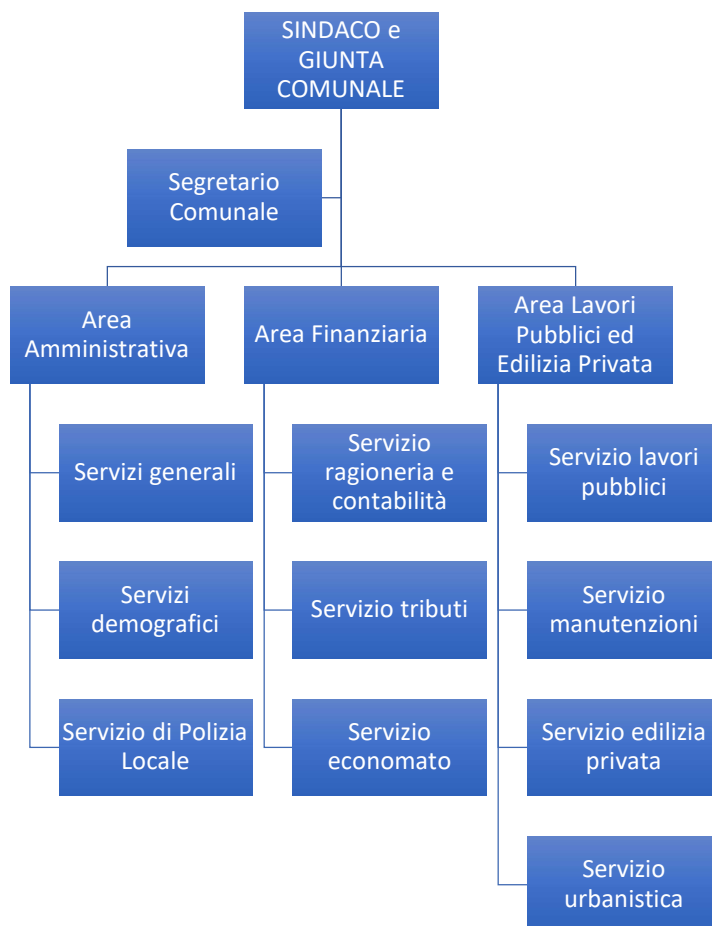 SINDACO e
GIUNTA
COMUNALE
Segretario
Comunale
Area
Amministrativa
Area Finanziaria
Area Lavori
Pubblici ed
Edilizia Privata
Servizi generali
Servizi
demografici
Servizio di Polizia
Locale
Servizio
ragioneria e
contabilità
Servizio tributi
Servizio
economato
Servizio lavori
pubblici
Servizio
manutenzioni
Servizio edilizia
privata
Servizio
urbanistica